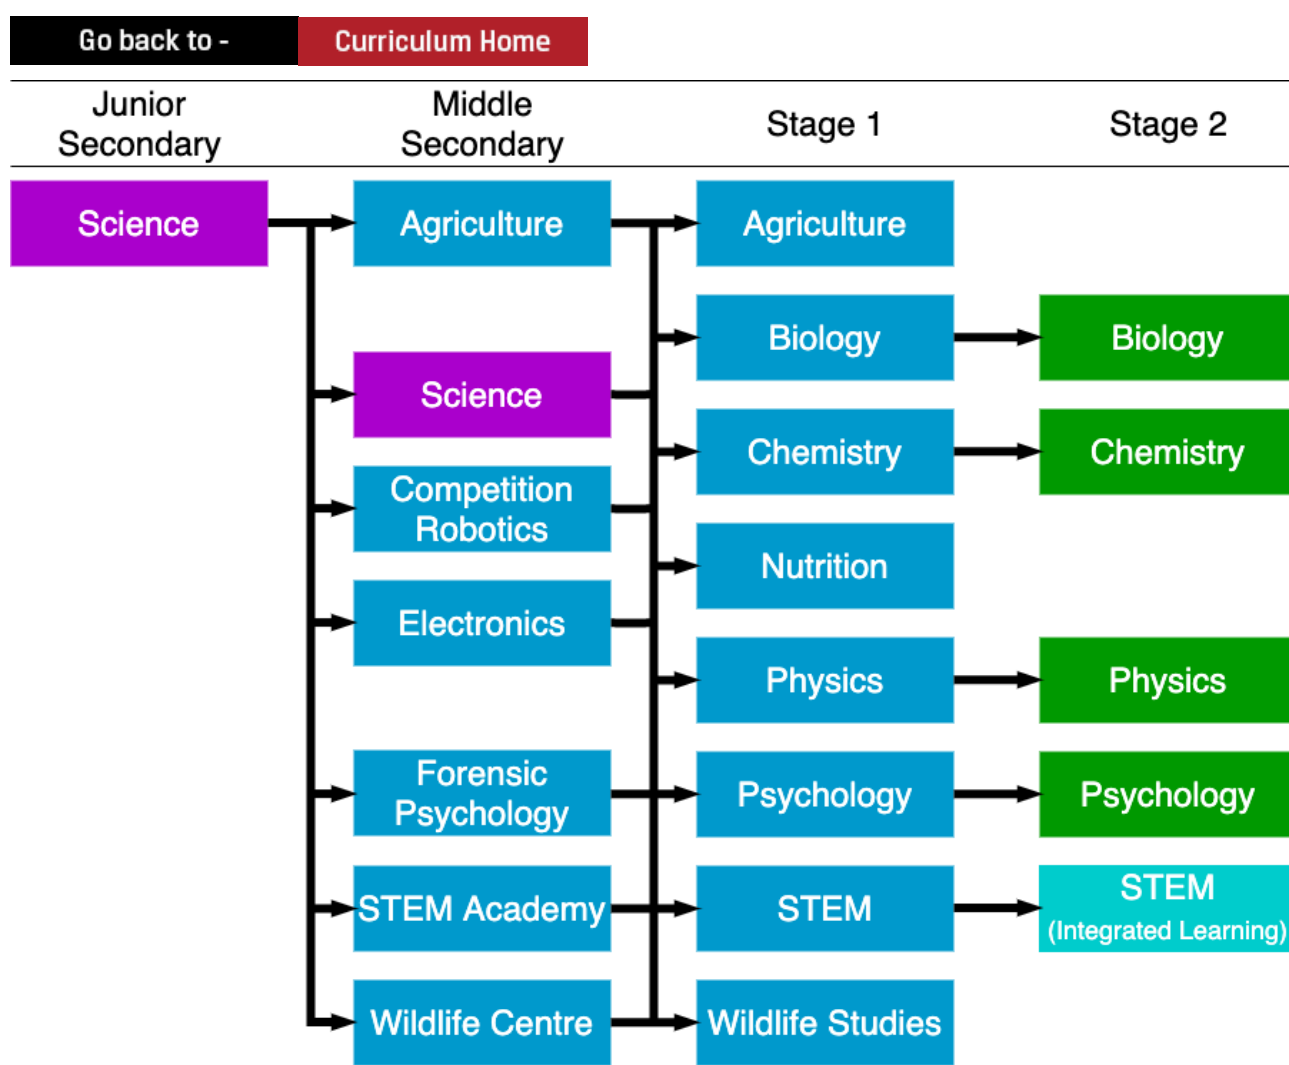 Go back to -
Curriculum Home
Junior
Secondary
Middle
Secondary
Stage 1
Stage 2
Science
Agriculture
Agriculture
Biology
Biology
Science
Chemistry
Chemistry
Competition
Robotics
Nutrition
Electronics
Physics
Physics
Forensic
Psychology
Psychology
Psychology
STEM Academy
STEM
STEM
(Integrated Learning)
Wildlife Centre
Wildlife Studies